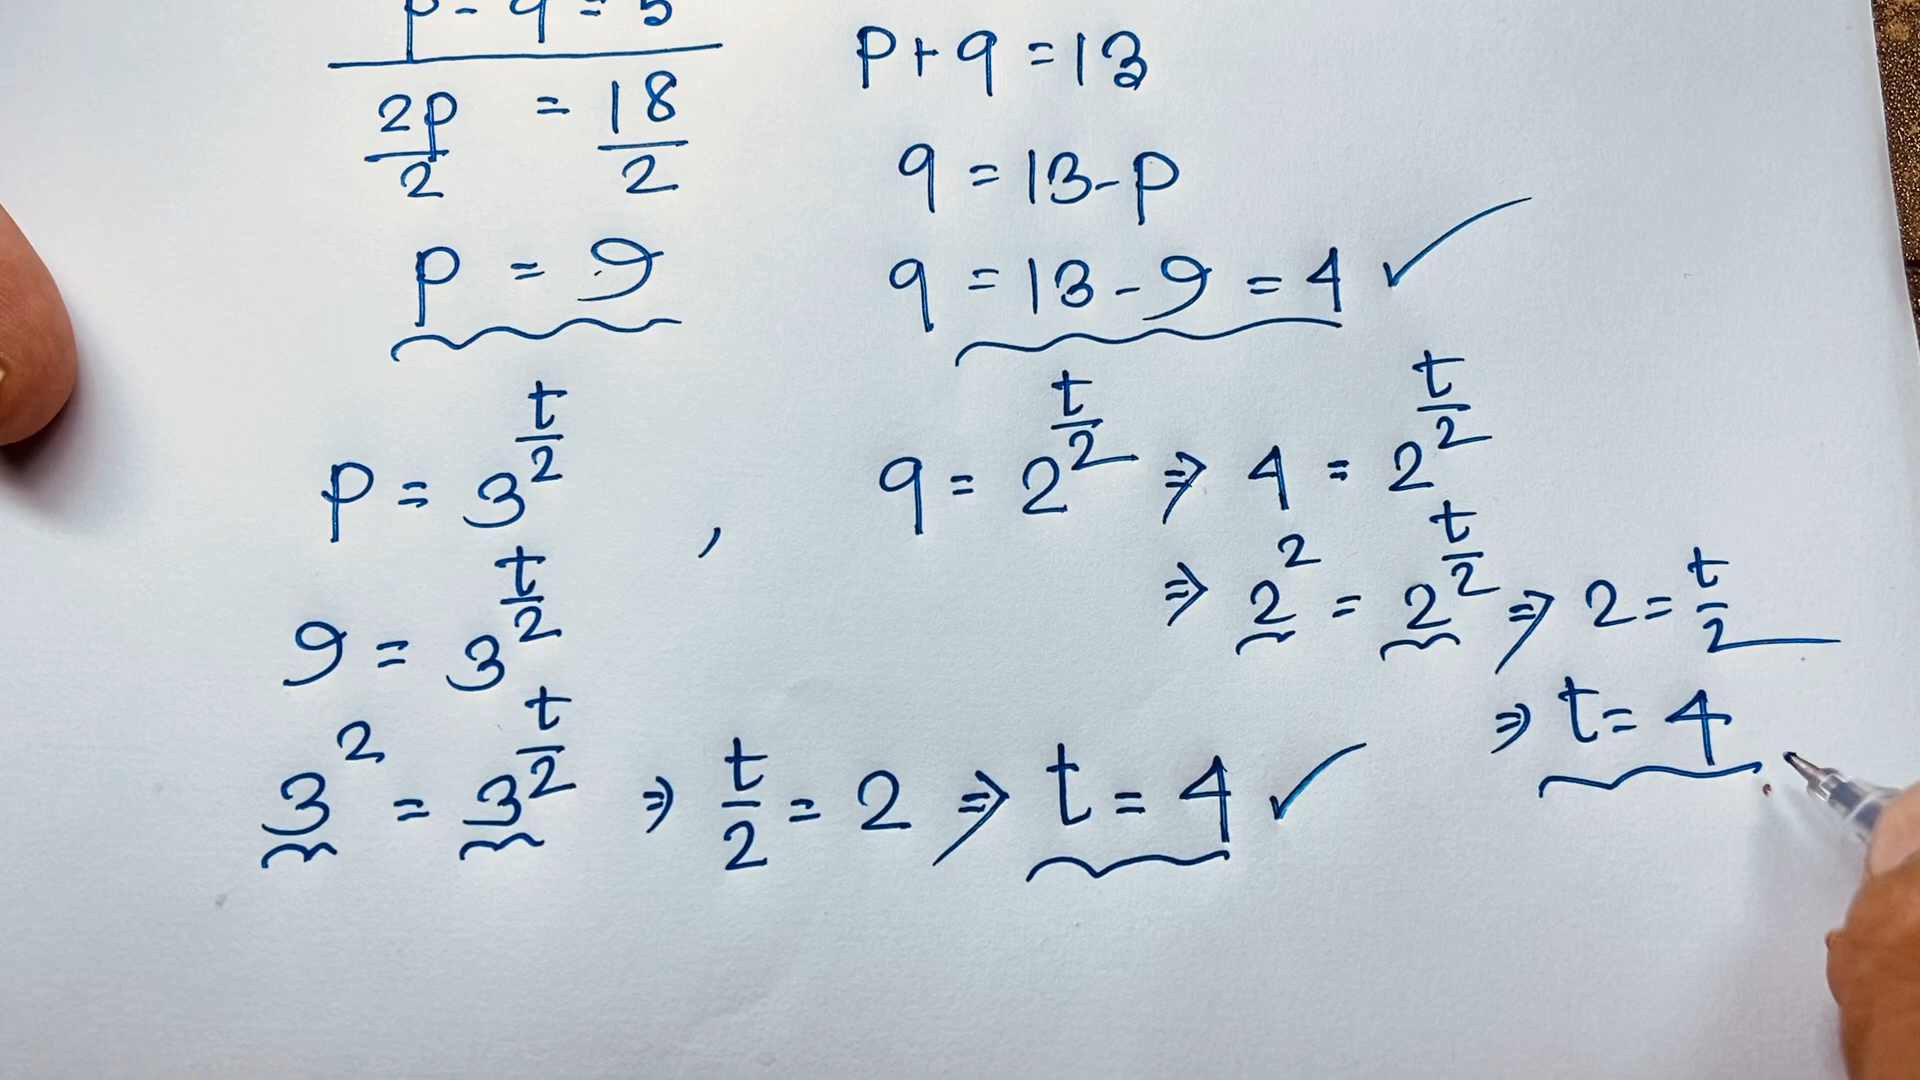 p - q = 5
2p/2 = 18/2
p = 9
p + q = 13
q = 13 - p
q = 13 - 9 = 4 ✓
p = 3^(t/2) ,
9 = 3^(t/2)
3^2 = 3^(t/2) ⇒ t/2 = 2 ⇒ t = 4 ✓
q = 2^(t/2) ⇒ 4 = 2^(t/2)
⇒ 2^2 = 2^(t/2) ⇒ 2 = t/2
⇒ t = 4